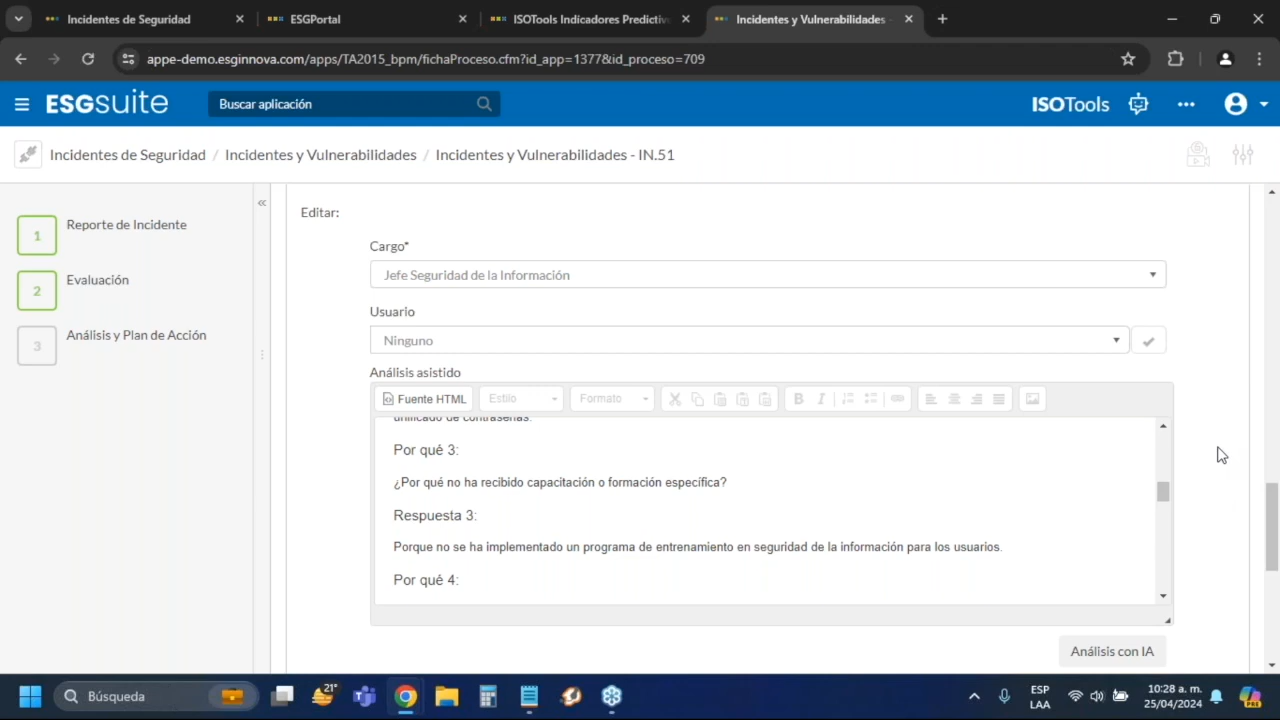 Incidentes de Seguridad
ESGPortal
ISOTools Indicadores Predictiv
Incidentes y Vulnerabilidades
appe-demo.esginnova.com/apps/TA2015_bpm/fichaProceso.cfm?id_app=1377&id_proceso=709
ESGsuite
Buscar aplicación
ISOTools
Incidentes de Seguridad / Incidentes y Vulnerabilidades / Incidentes y Vulnerabilidades - IN.51
1 Reporte de Incidente
2 Evaluación
3 Análisis y Plan de Acción
Editar:
Cargo*
Jefe Seguridad de la Información
Usuario
Ninguno
Análisis asistido
Fuente HTML Estilo Formato B I
unificado de contraseñas.
Por qué 3:
¿Por qué no ha recibido capacitación o formación específica?
Respuesta 3:
Porque no se ha implementado un programa de entrenamiento en seguridad de la información para los usuarios.
Por qué 4:
Análisis con IA
Búsqueda
21°
ESP
LAA
10:28 a. m.
25/04/2024
PRE